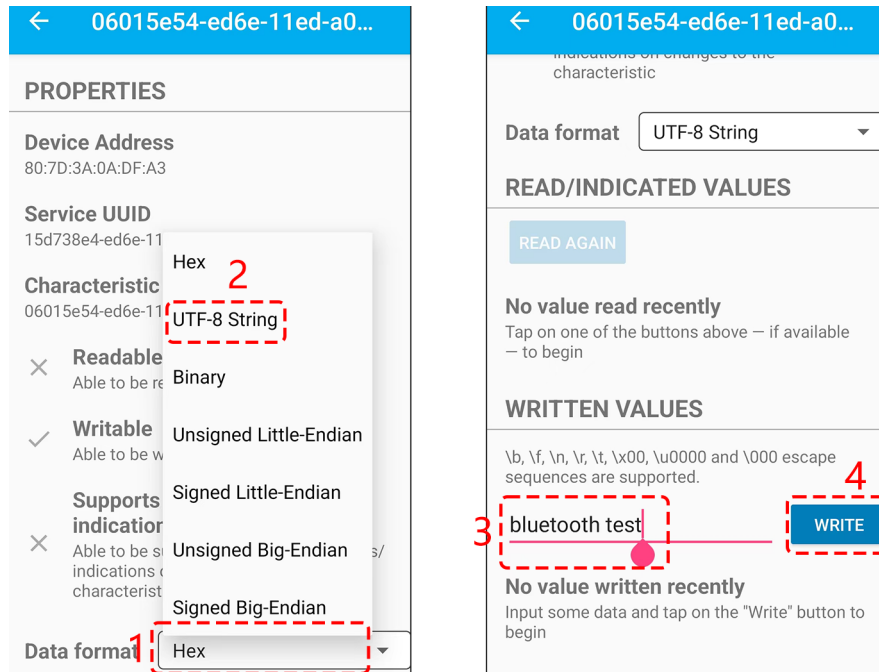 06015e54-ed6e-11ed-a0...
PROPERTIES
Device Address
80:7D:3A:0A:DF:A3
Service UUID
15d738e4-ed6e-11
Characteristic
06015e54-ed6e-11
Readable
Able to be re
Writable
Able to be w
Supports
indication
Able to be su
s/
indications o
characterist
Data format
1
Hex
Hex
2
UTF-8 String
Binary
Unsigned Little-Endian
Signed Little-Endian
Unsigned Big-Endian
Signed Big-Endian
06015e54-ed6e-11ed-a0...
indications on changes to the
characteristic
Data format
UTF-8 String
READ/INDICATED VALUES
READ AGAIN
No value read recently
Tap on one of the buttons above — if available
— to begin
WRITTEN VALUES
\b, \f, \n, \r, \t, \x00, \u0000 and \000 escape
sequences are supported.
3
bluetooth test
4
WRITE
No value written recently
Input some data and tap on the "Write" button to
begin